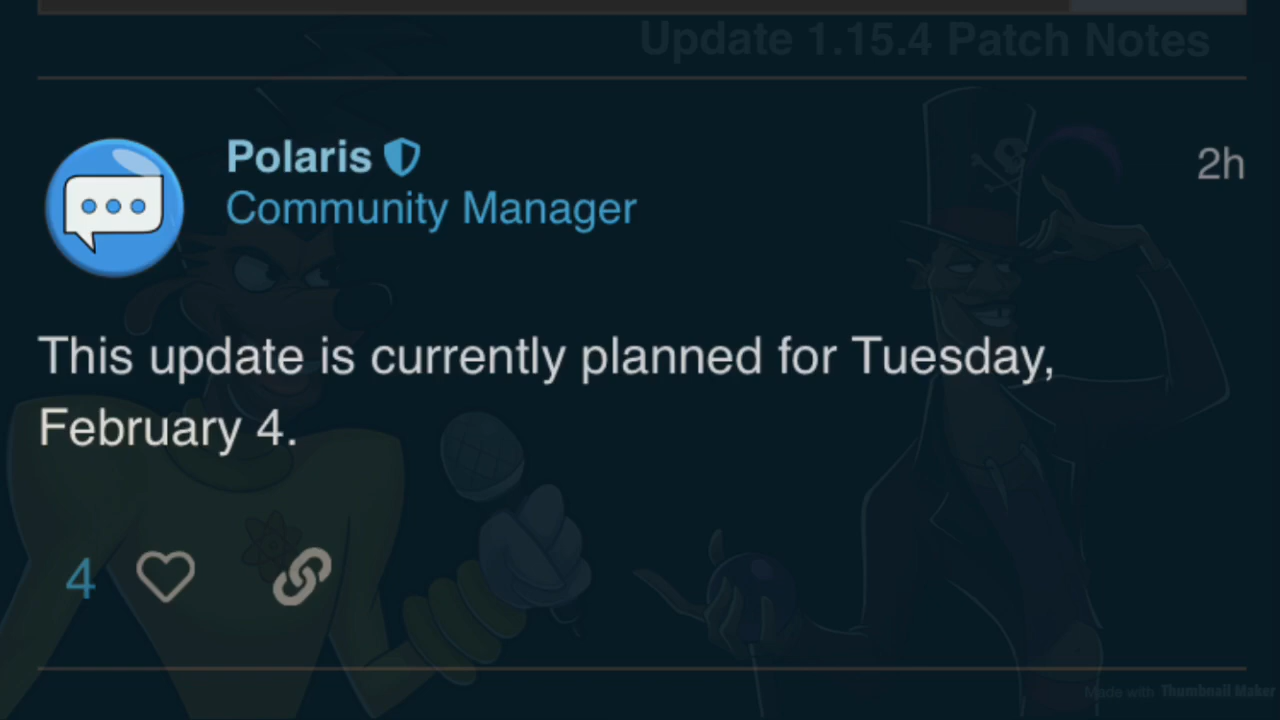 Update 1.15.4 Patch Notes
Polaris
2h
Community Manager
This update is currently planned for Tuesday,
February 4.
4
Made with Thumbnail Maker